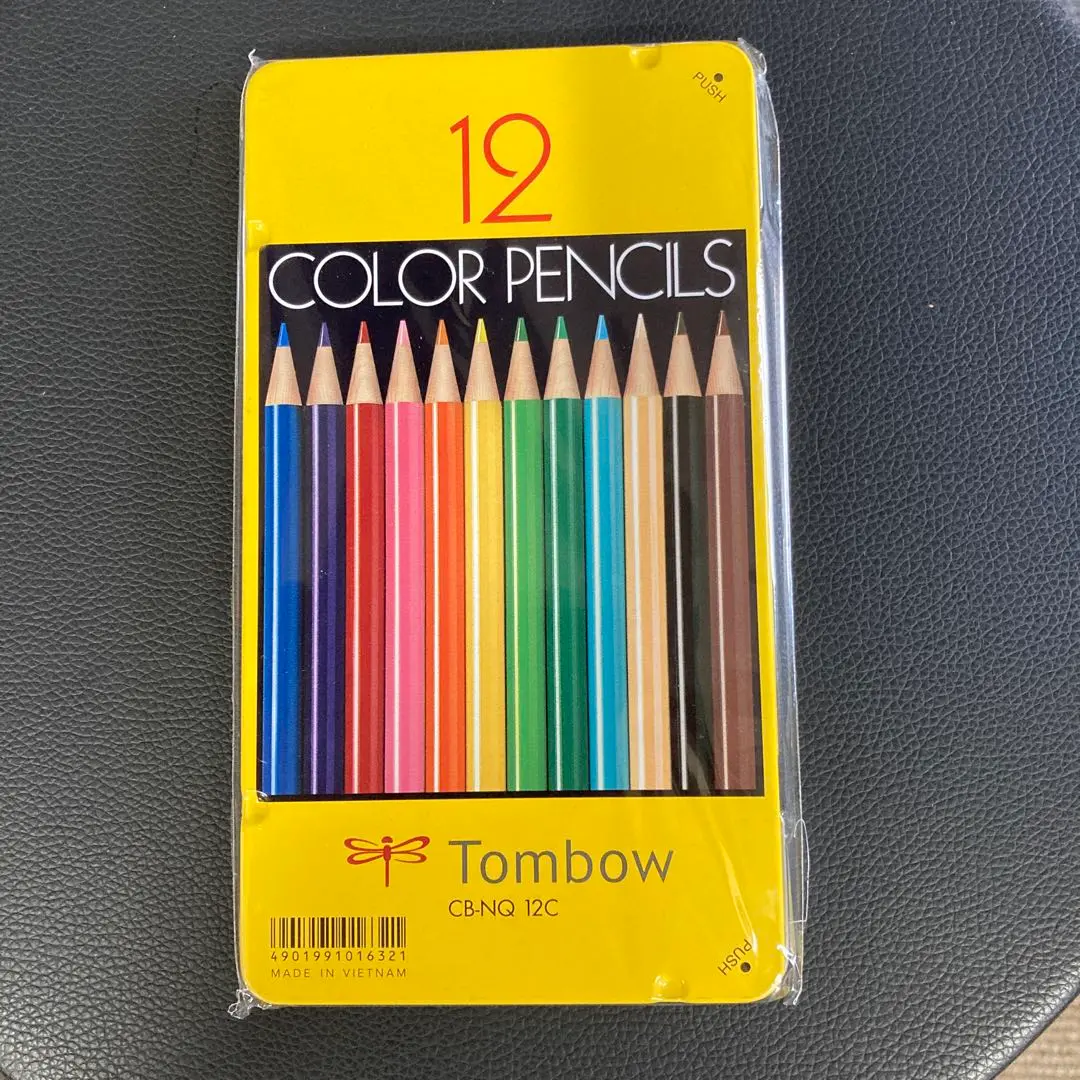 PUSH
12
COLOR PENCILS
Tombow
CB-NQ 12C
4901991016321
MADE IN VIETNAM
PUSH